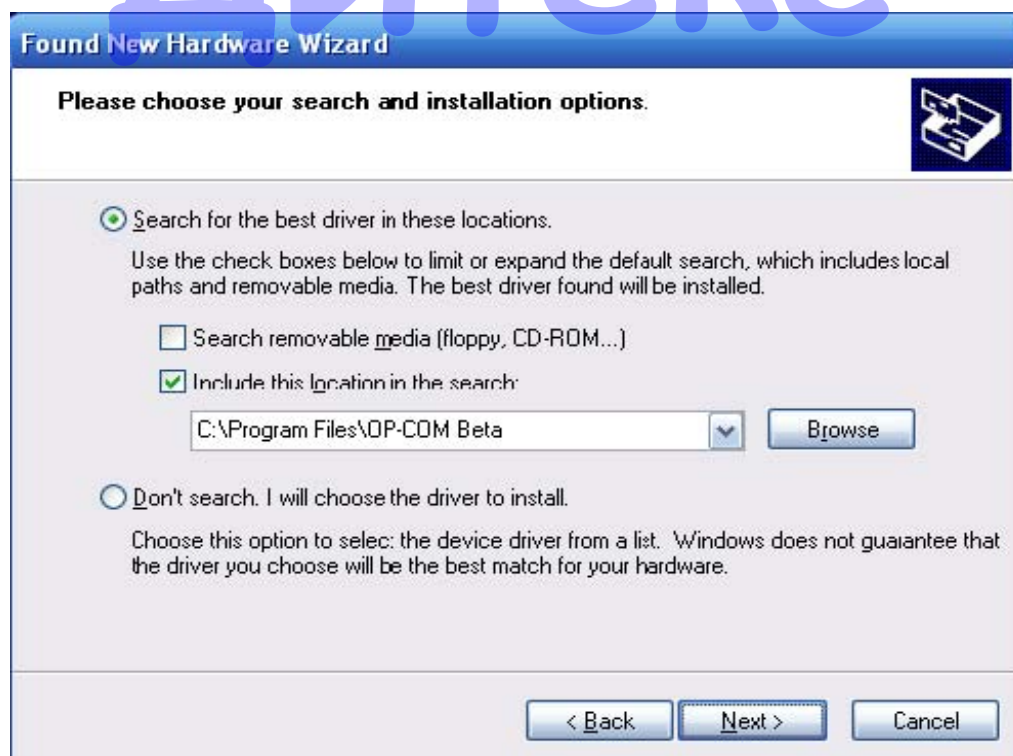 Found New Hardware Wizard
Please choose your search and installation options.
Search for the best driver in these locations.
Use the check boxes below to limit or expand the default search, which includes local
paths and removable media. The best driver found will be installed.
Search removable media (floppy, CD-ROM...)
Include this location in the search:
C:\Program Files\OP-COM Beta
Browse
Don't search. I will choose the driver to install.
Choose this option to select the device driver from a list. Windows does not guarantee that
the driver you choose will be the best match for your hardware.
< Back
Next >
Cancel